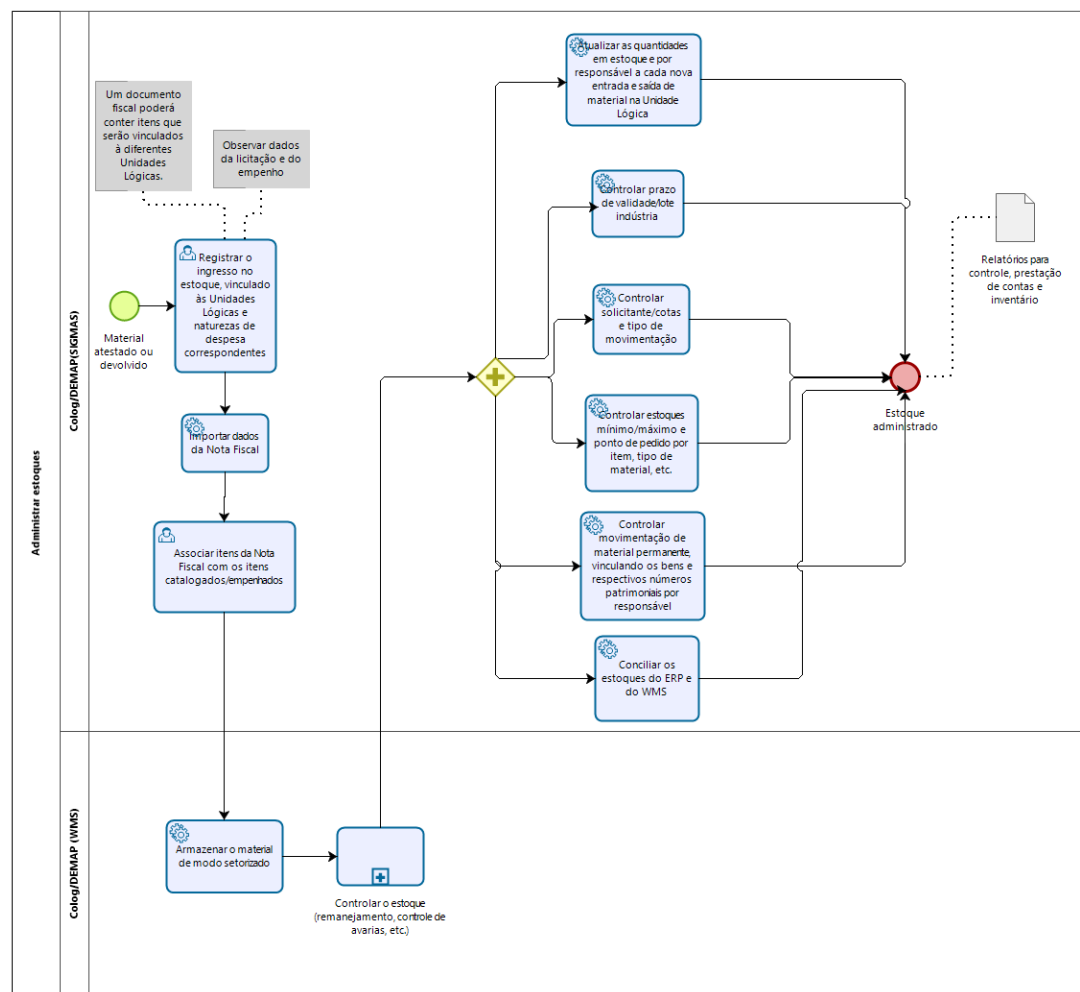 Administrar estoques
Colog/DEMAP(SIGMAS)
Um documento
fiscal poderá
conter itens que
serão vinculados
à diferentes
Unidades
Lógicas.
Observar dados
da licitação e do
empenho
Material
atestado ou
devolvido
Registrar o
ingresso no
estoque, vinculado
às Unidades
Lógicas e
naturezas de
despesa
correspondentes
Importar dados
da Nota Fiscal
Associar itens da Nota
Fiscal com os itens
catalogados/empenhados
Atualizar as quantidades
em estoque e por
responsável a cada nova
entrada e saída de
material na Unidade
Lógica
Controlar prazo
de validade/lote
indústria
Controlar
solicitante/cotas
e tipo de
movimentação
Controlar estoques
mínimo/máximo e
ponto de pedido por
item, tipo de
material, etc.
Controlar
movimentação de
material permanente,
vinculando os bens e
respectivos números
patrimoniais por
responsável
Conciliar os
estoques do ERP e
do WMS
Estoque
administrado
Relatórios para
controle, prestação
de contas e
inventário
Colog/DEMAP (WMS)
Armazenar o material
de modo setorizado
Controlar o estoque
(remanejamento, controle de
avarias, etc.)